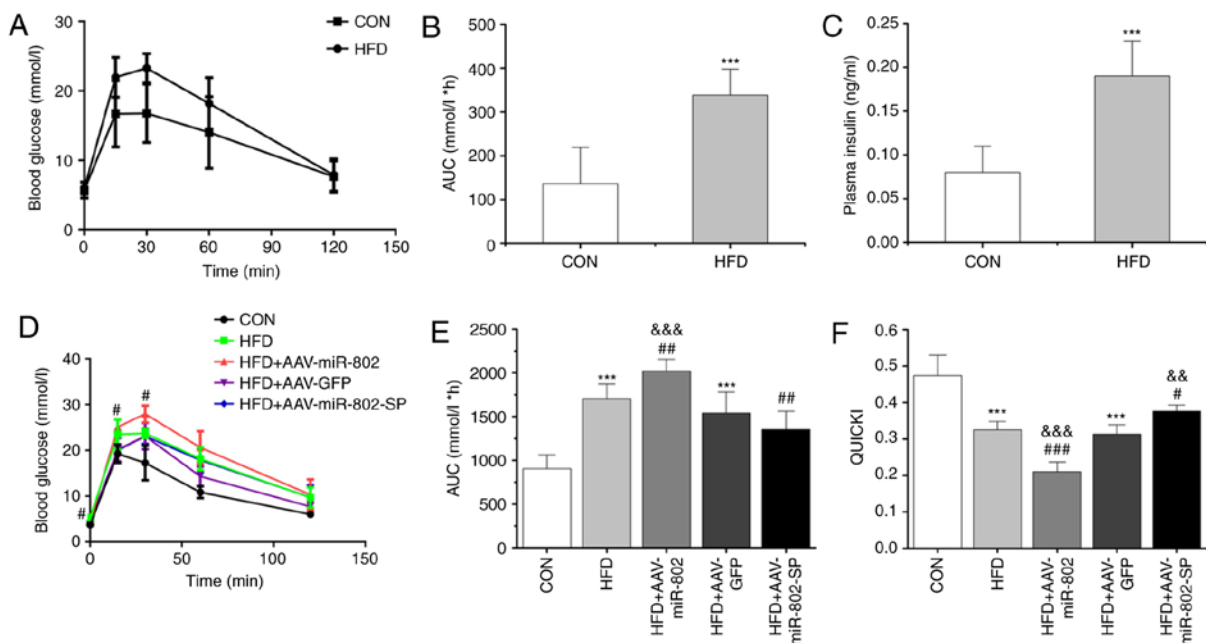 A
Blood glucose (mmol/l)
30
20
10
0
0 30 60 90 120 150
Time (min)
CON
HFD
B
AUC (mmol/l *h)
500
400
300
200
100
0
***
CON HFD
C
Plasma insulin (ng/ml)
0.25
0.20
0.15
0.10
0.05
0.00
***
CON HFD
D
CON
HFD
HFD+AAV-miR-802
HFD+AAV-GFP
HFD+AAV-miR-802-SP
Blood glucose (mmol/l)
40
30
20
10
0
# # #
0 50 100 150
Time (min)
E
AUC (mmol/l *h)
2500
2000
1500
1000
500
0
***
&&&
##
***
##
CON
HFD
HFD+AAV-
miR-802
HFD+AAV-
GFP
HFD+AAV-
miR-802-SP
F
QUICKI
0.6
0.5
0.4
0.3
0.2
0.1
0.0
***
&&&
###
***
&&
#
CON
HFD
HFD+AAV-
miR-802
HFD+AAV-
GFP
HFD+AAV-
miR-802-SP